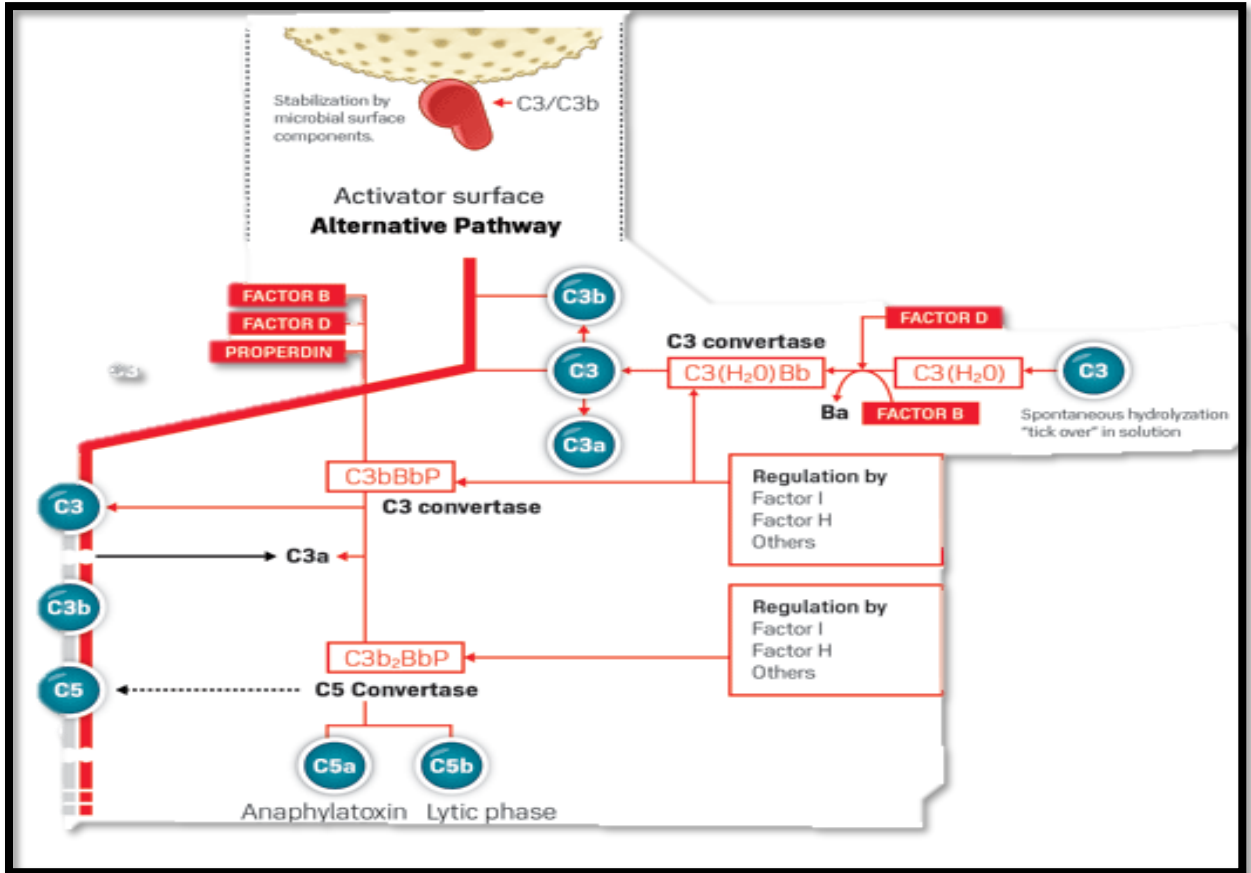 Stabilization by
microbial surface
components.
C3/C3b
Activator surface
Alternative Pathway
FACTOR B
FACTOR D
PROPERDIN
C3b
C3
C3a
C3 convertase
C3(H₂0)Bb
FACTOR D
C3(H₂0)
C3
Ba
FACTOR B
Spontaneous hydrolyzation
"tick over" in solution
C3
C3bBbP
C3 convertase
Regulation by
Factor I
Factor H
Others
C3
C3a
C3b
C3b₂BbP
C5 Convertase
Regulation by
Factor I
Factor H
Others
C5
C5a
C5b
Anaphylatoxin
Lytic phase